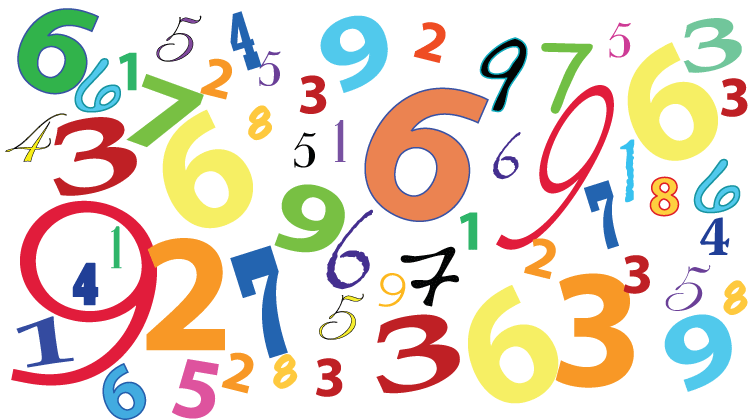 6 5 4 9 2 9 7 5 6 3
6 1 2 5 3 3
4 3 7 6 8 5 1 6 6 9 1 8 6
9 1 4 9 6 1 7 4
2 7 5 9 7 2 3 5 8
1 3 6 3 9
6 5 2 8 3